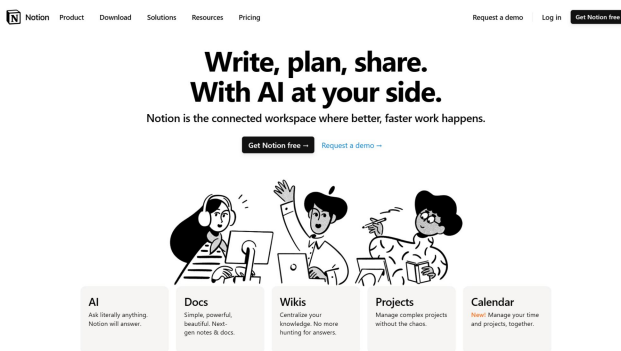 Notion Product Download Solutions Resources Pricing Request a demo Log in Get Notion free
Write, plan, share.
With AI at your side.
Notion is the connected workspace where better, faster work happens.
Get Notion free → Request a demo →
AI
Ask literally anything.
Notion will answer.
Docs
Simple, powerful,
beautiful. Next-
gen notes & docs.
Wikis
Centralize your
knowledge. No more
hunting for answers.
Projects
Manage complex projects
without the chaos.
Calendar
New! Manage your time
and projects, together.